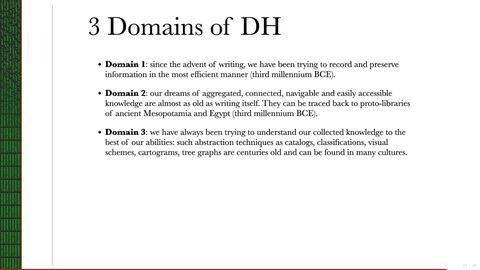 3 Domains of DH
• Domain 1: since the advent of writing, we have been trying to record and preserve
information in the most efficient manner (third millennium BCE).
• Domain 2: our dreams of aggregated, connected, navigable and easily accessible
knowledge are almost as old as writing itself. They can be traced back to proto-libraries
of ancient Mesopotamia and Egypt (third millennium BCE).
• Domain 3: we have always been trying to understand our collected knowledge to the
best of our abilities: such abstraction techniques as catalogs, classifications, visual
schemes, cartograms, tree graphs are centuries old and can be found in many cultures.